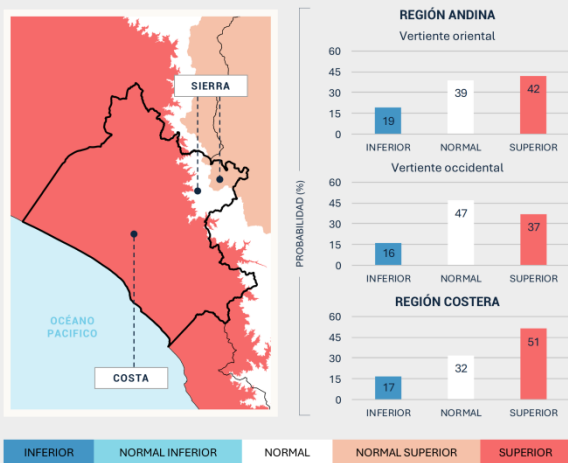 SIERRA
OCÉANO
PACIFICO
COSTA
PROBABILIDAD (%)
REGIÓN ANDINA
Vertiente oriental
60
45
30
15
0
19
39
42
INFERIOR NORMAL SUPERIOR
Vertiente occidental
60
45
30
15
0
16
47
37
INFERIOR NORMAL SUPERIOR
REGIÓN COSTERA
60
45
30
15
0
17
32
51
INFERIOR NORMAL SUPERIOR
INFERIOR NORMAL INFERIOR NORMAL NORMAL SUPERIOR SUPERIOR